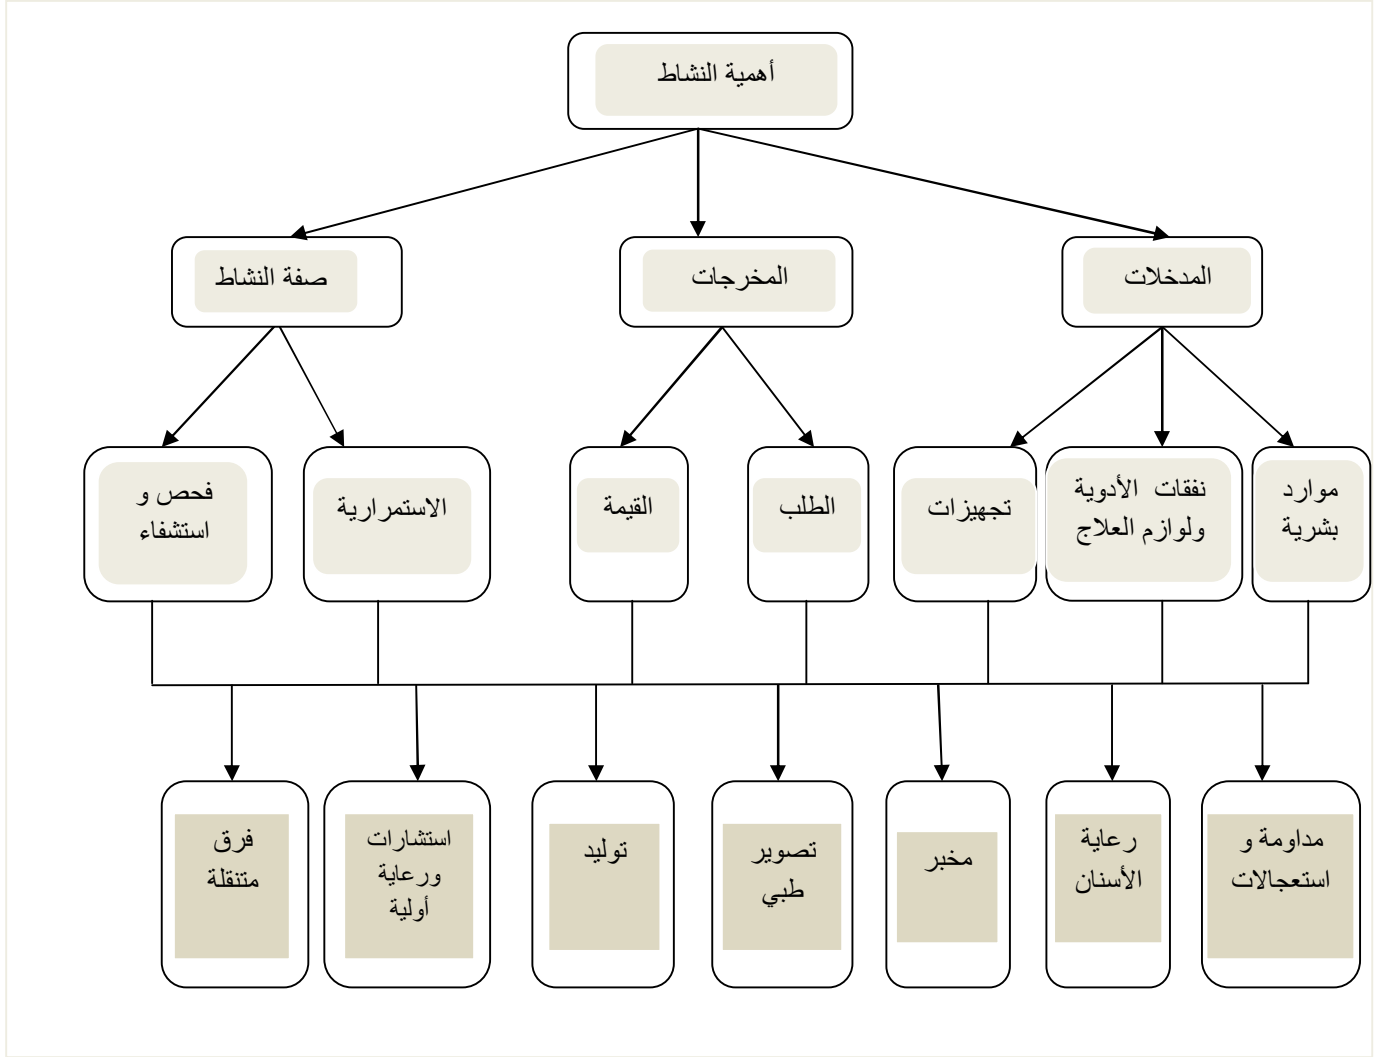 أهمية النشاط
المدخلات
المخرجات
صفة النشاط
موارد
بشرية
نفقات الأدوية
ولوازم العلاج
تجهيزات
الطلب
القيمة
الاستمرارية
فحص و
استشفاء
مداومة و
استعجالات
رعاية
الأسنان
مخبر
تصوير
طبي
توليد
استشارات
ورعاية
أولية
فرق
متنقلة